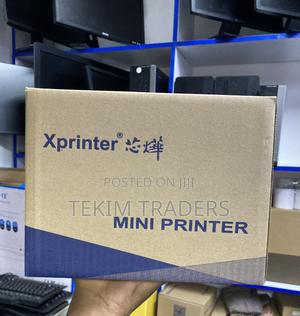 Xprinter® 芯烨
POSTED ON JIJI
TEKIM TRADERS
MINI PRINTER